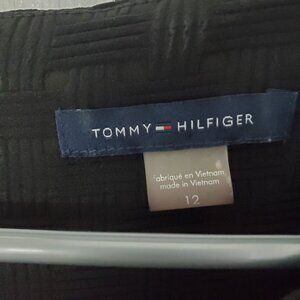 TOMMY HILFIGER
Fabriqué en Vietnam
made in Vietnam
12